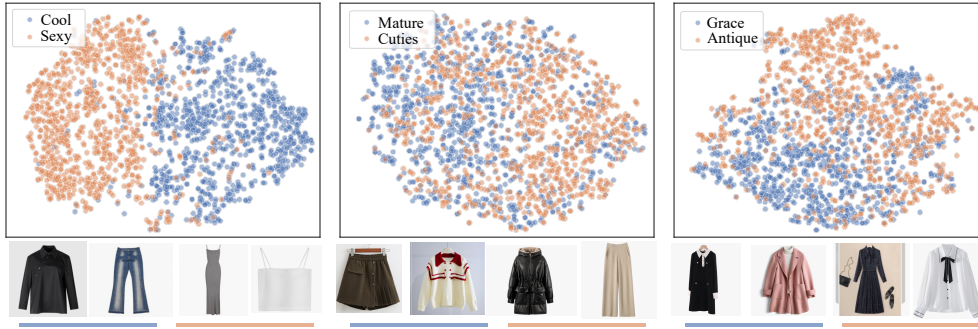 Cool
Sexy
Mature
Cuties
Grace
Antique